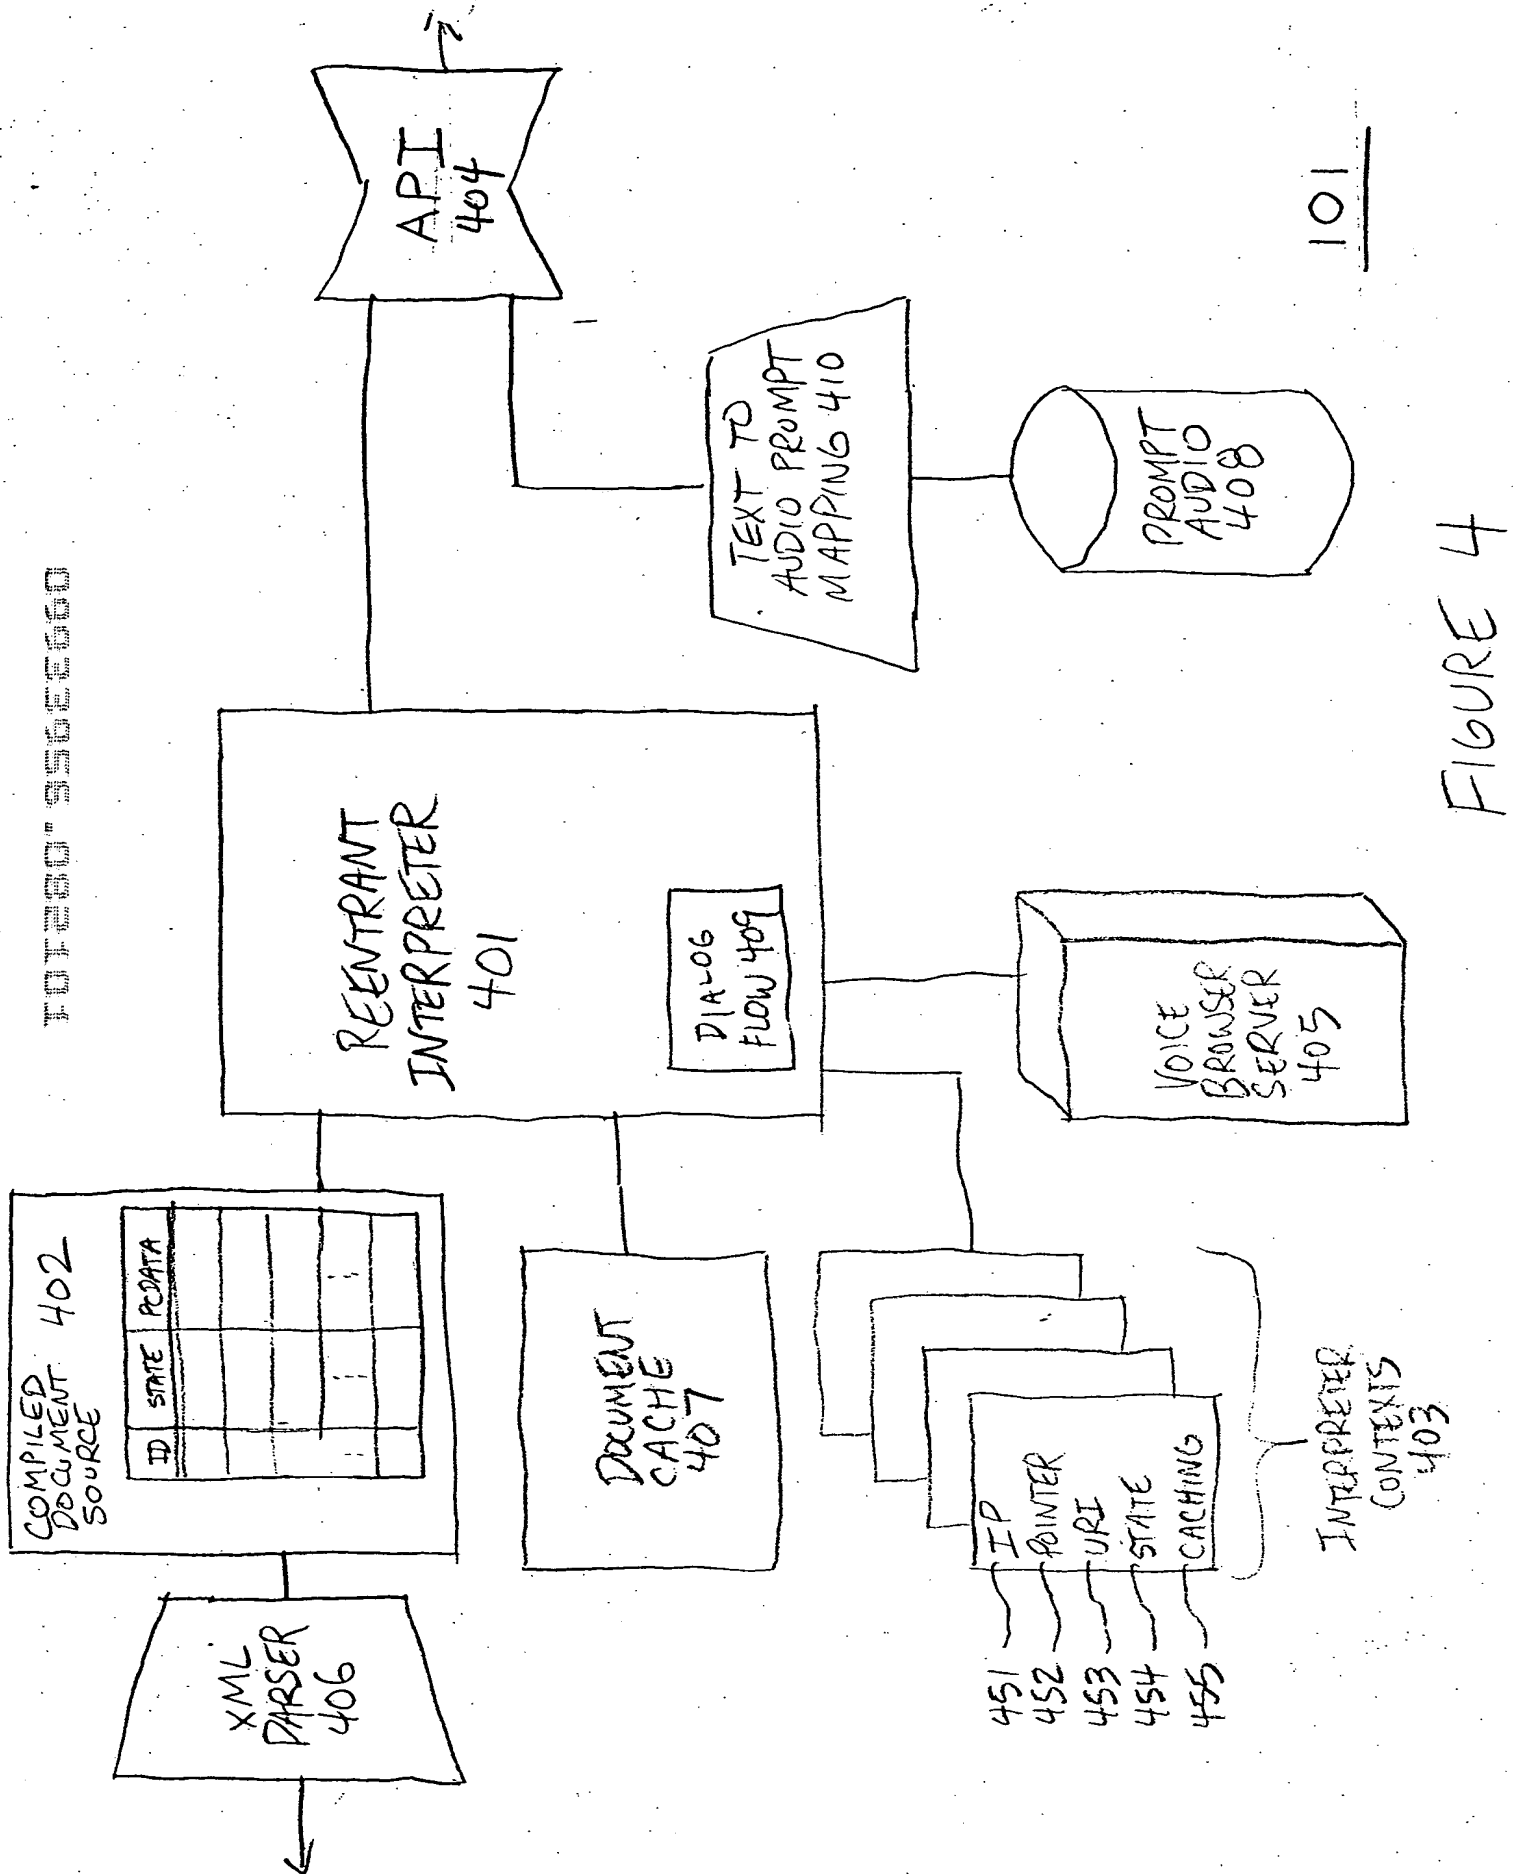 COMPILED
DOCUMENT 402
SOURCE
ID STATE PCDATA
XML
PARSER
406
REENTRANT
INTERPRETER
401
API
404
DOCUMENT
CACHE
407
DIALOG
FLOW 409
TEXT TO
AUDIO PROMPT
MAPPING 410
451 IP
452 POINTER
453 URI
454 STATE
455 CACHING
INTERPRETER
CONTEXTS
403
VOICE
BROWSER
SERVER
405
PROMPT
AUDIO
408
101
FIGURE 4